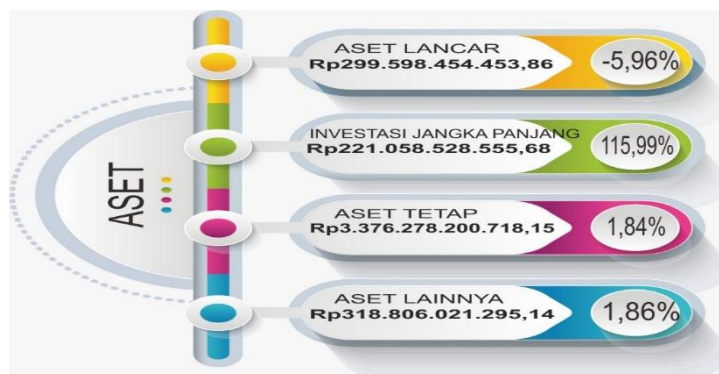 ASET
ASET LANCAR
Rp299.598.454.453,86
-5,96%
INVESTASI JANGKA PANJANG
Rp221.058.528.555,68
115,99%
ASET TETAP
Rp3.376.278.200.718,15
1,84%
ASET LAINNYA
Rp318.806.021.295,14
1,86%